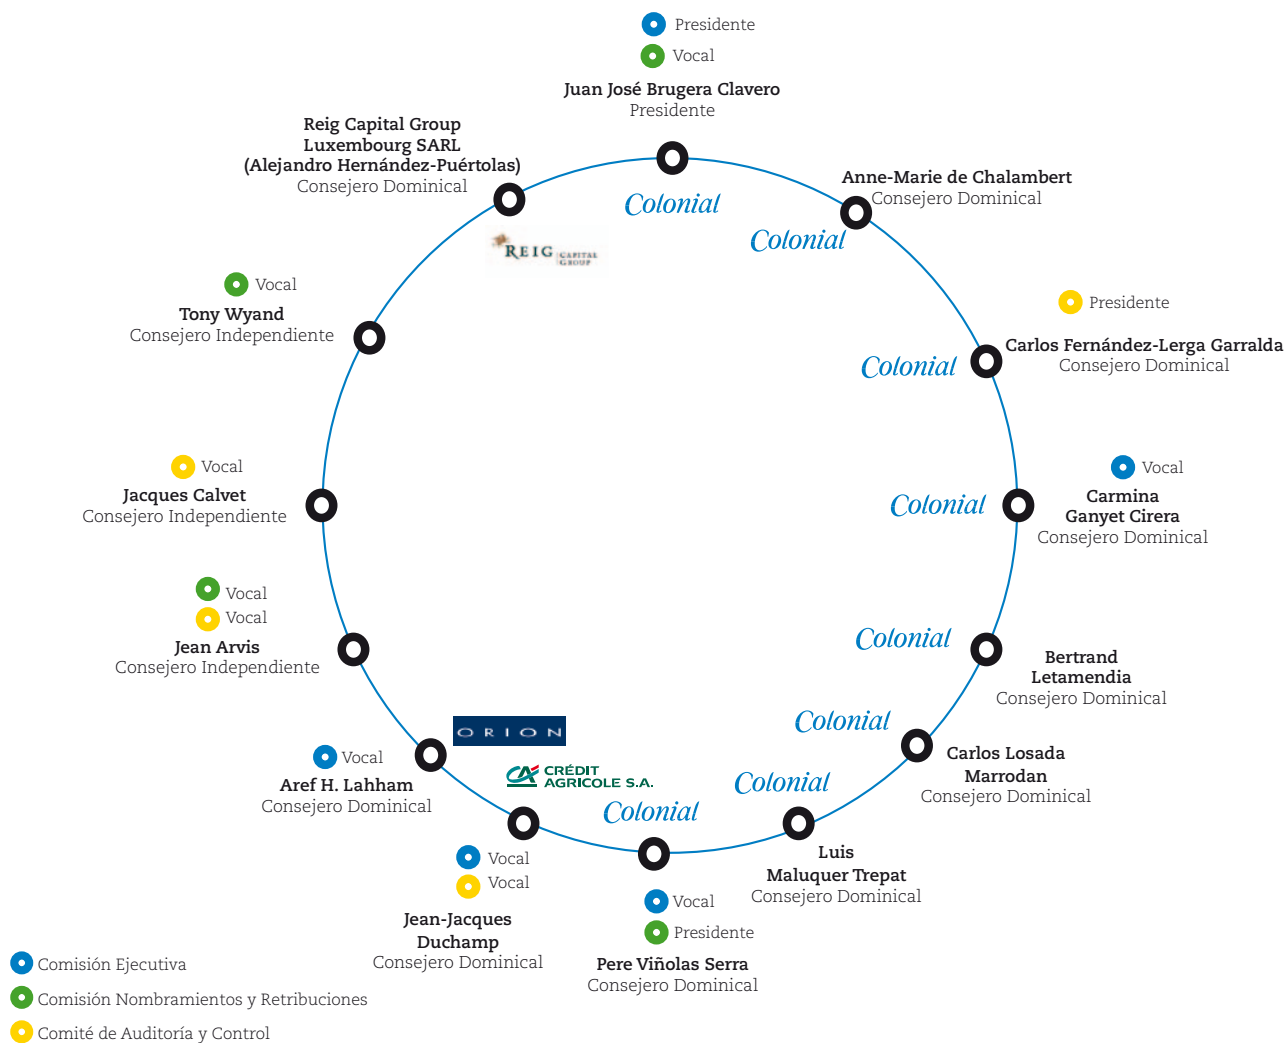 Presidente
Vocal
Juan José Brugera Clavero
Presidente
Colonial
Anne-Marie de Chalambert
Consejero Dominical
Colonial
Presidente
Carlos Fernández-Lerga Garralda
Consejero Dominical
Colonial
Vocal
Carmina
Ganyet Cirera
Consejero Dominical
Colonial
Bertrand
Letamendia
Consejero Dominical
Colonial
Carlos Losada
Marrodan
Consejero Dominical
Colonial
Luis
Maluquer Trepat
Consejero Dominical
Colonial
Vocal
Presidente
Pere Viñolas Serra
Consejero Dominical
Colonial
Vocal
Vocal
Jean-Jacques
Duchamp
Consejero Dominical
CRÉDIT
AGRICOLE S.A.
Vocal
Aref H. Lahham
Consejero Dominical
ORION
Vocal
Vocal
Jean Arvis
Consejero Independiente
Vocal
Jacques Calvet
Consejero Independiente
Vocal
Tony Wyand
Consejero Independiente
Reig Capital Group
Luxembourg SARL
(Alejandro Hernández-Puértolas)
Consejero Dominical
REIG CAPITAL
GROUP
Comisión Ejecutiva
Comisión Nombramientos y Retribuciones
Comité de Auditoría y Control